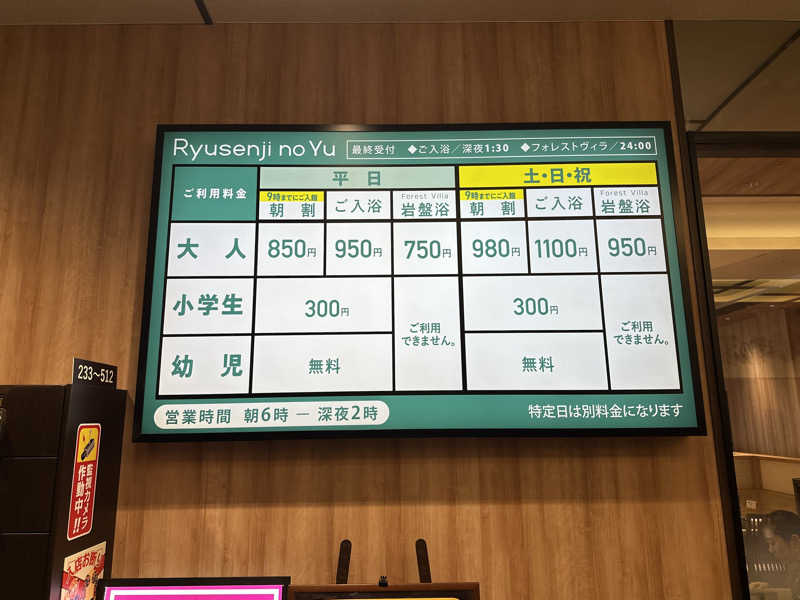 Ryusenji no Yu
最終受付 ◆ご入浴／深夜1:30 ◆フォレストヴィラ／24:00
ご利用料金 平日 土・日・祝
9時までにご入館 朝割 ご入浴 Forest Villa 岩盤浴 9時までにご入館 朝割 ご入浴 Forest Villa 岩盤浴
大人 850円 950円 750円 980円 1100円 950円
小学生 300円 ご利用できません。 300円 ご利用できません。
幼児 無料 無料
営業時間 朝6時 ― 深夜2時
特定日は別料金になります
233〜512
監視カメラ
作動中!!